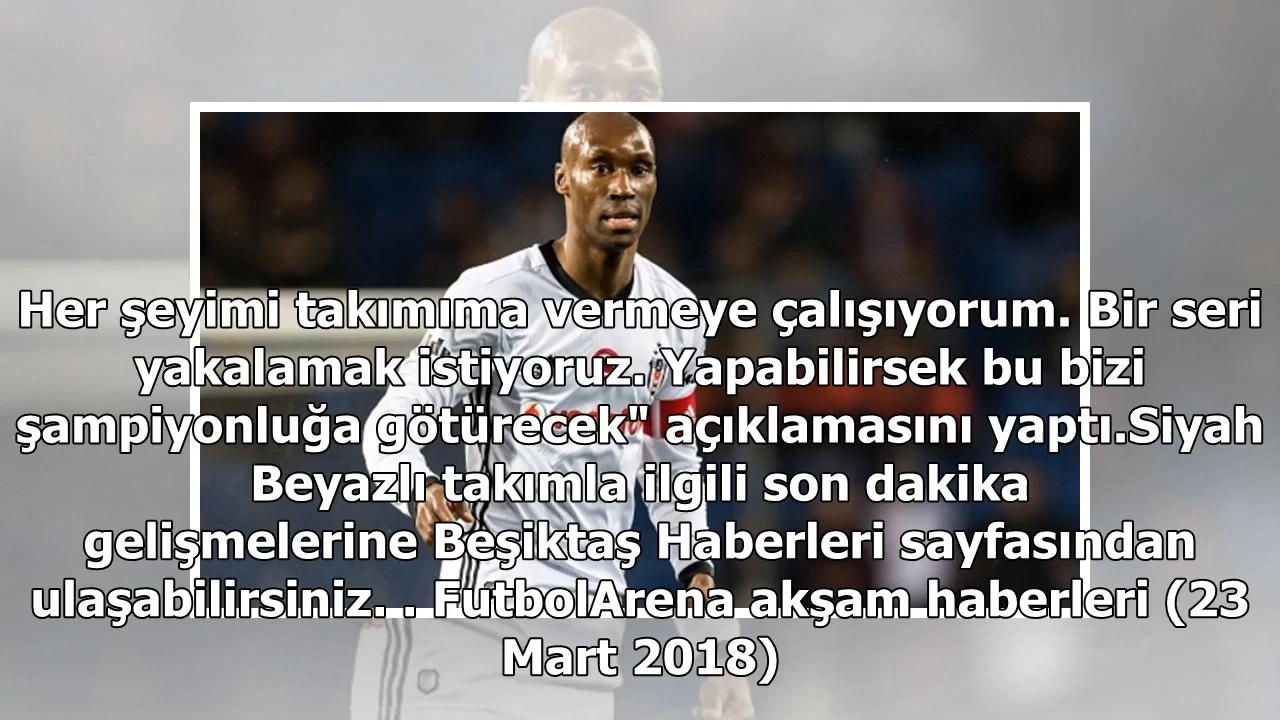 Her şeyimi takımıma vermeye çalışıyorum. Bir seri
yakalamak istiyoruz. Yapabilirsek bu bizi
şampiyonluğa götürecek" açıklamasını yaptı.Siyah
Beyazlı takımla ilgili son dakika
gelişmelerine Beşiktaş Haberleri sayfasından
ulaşabilirsiniz. . FutbolArena akşam haberleri (23
Mart 2018)